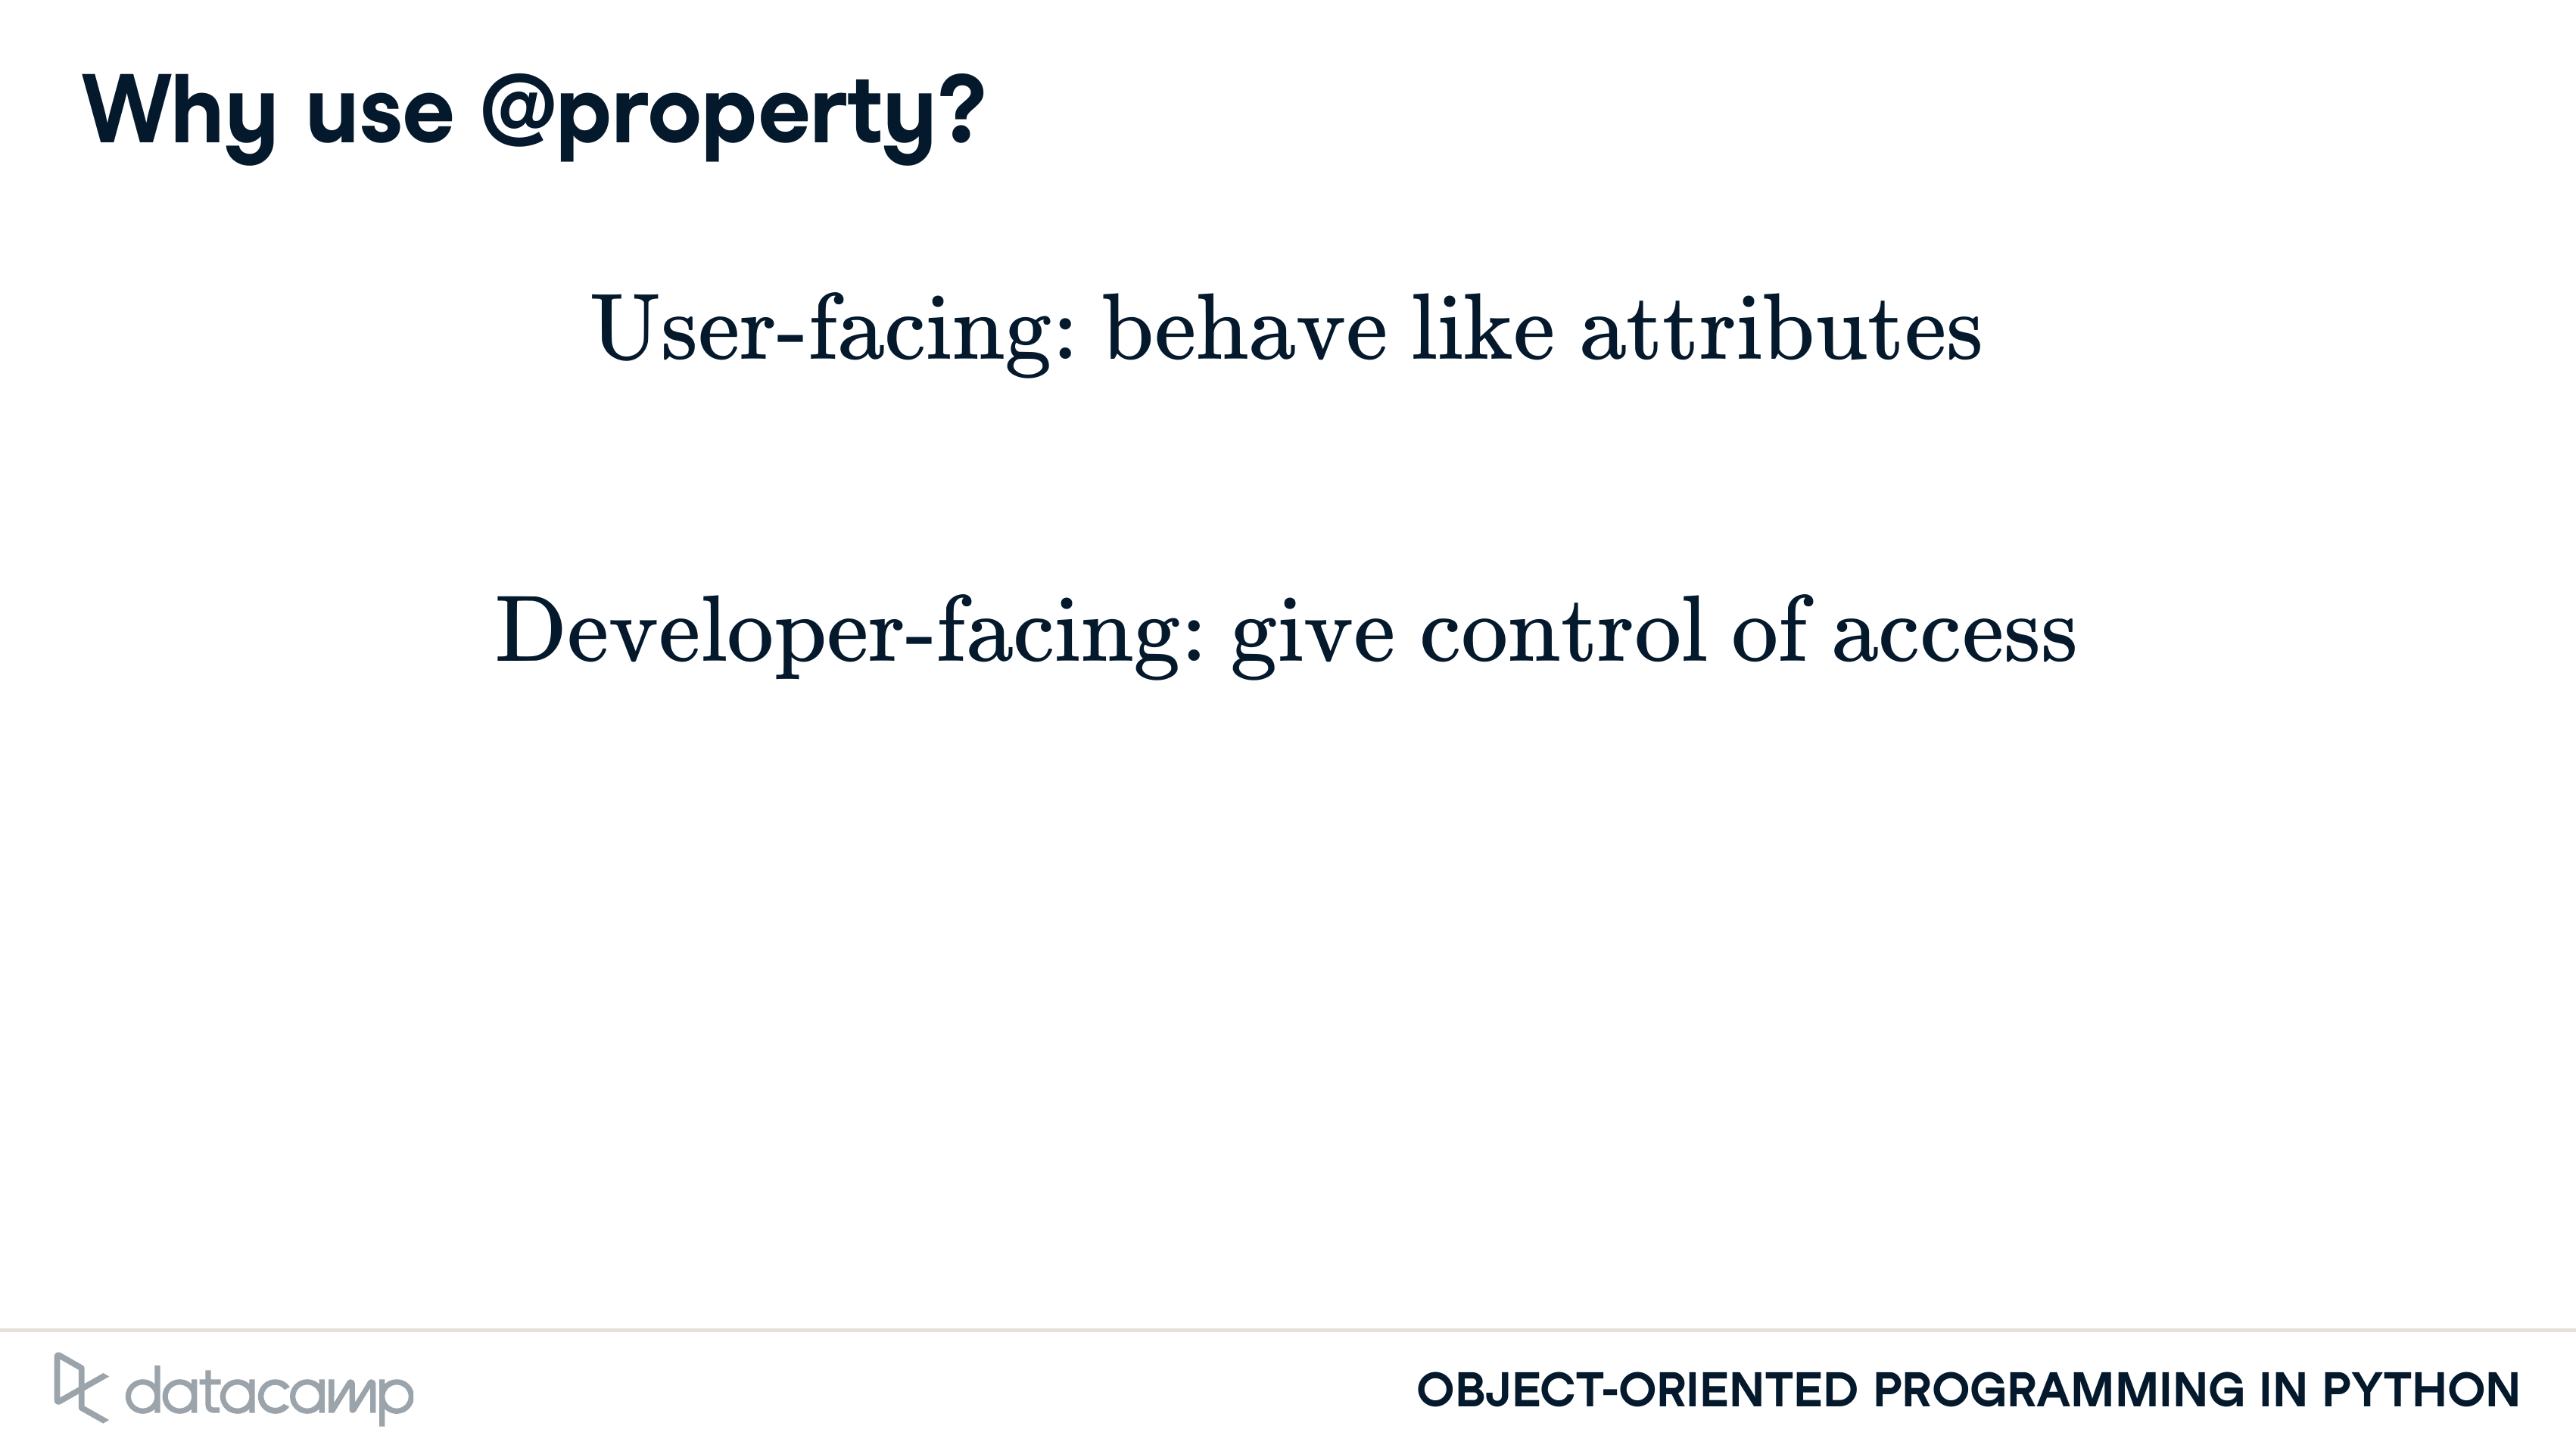 Why use @property?
User-facing: behave like attributes
Developer-facing: give control of access
datacamp
OBJECT-ORIENTED PROGRAMMING IN PYTHON